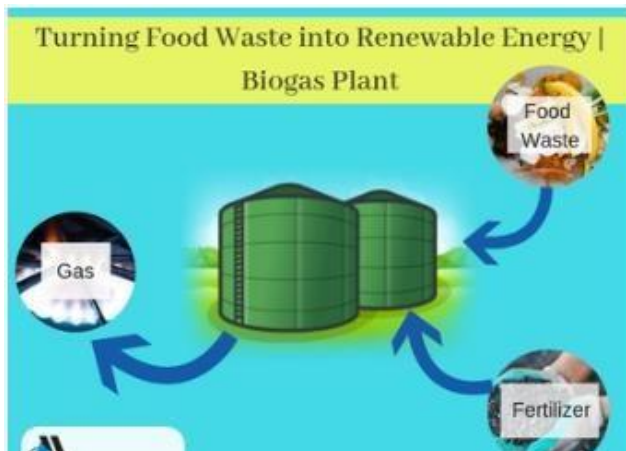 Turning Food Waste into Renewable Energy |
Biogas Plant
Food
Waste
Gas
Fertilizer